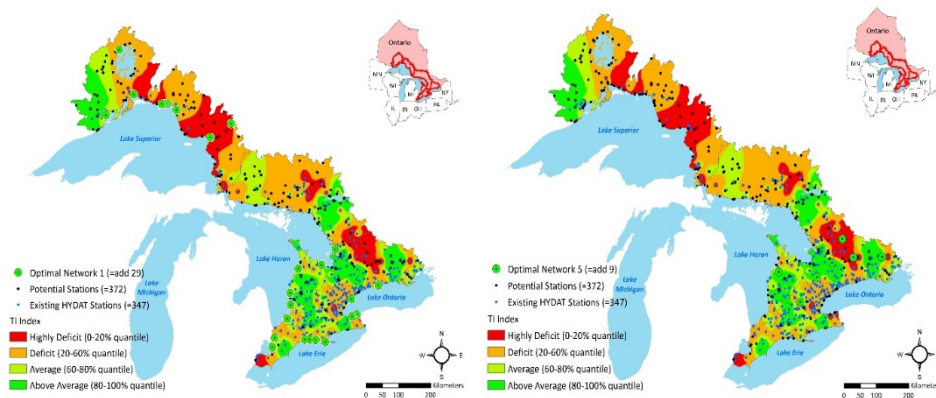 Ontario
MN
WI
MI
NY
IL
IN
OH
PA
Lake Superior
Lake Huron
Lake
Michigan
Lake Ontario
Lake Erie
Optimal Network 1 (=add 29)
Potential Stations (=372)
Existing HYDAT Stations (=347)
TI Index
Highly Deficit (0-20% quantile)
Deficit (20-60% quantile)
Average (60-80% quantile)
Above Average (80-100% quantile)
N
W
E
S
Kilometers
0 50 100 200
Ontario
MN
WI
MI
NY
IL
IN
OH
PA
Lake Superior
Lake Huron
Lake
Michigan
Lake Ontario
Lake Erie
Optimal Network 5 (=add 9)
Potential Stations (=372)
Existing HYDAT Stations (=347)
TI Index
Highly Deficit (0-20% quantile)
Deficit (20-60% quantile)
Average (60-80% quantile)
Above Average (80-100% quantile)
N
W
E
S
Kilometers
0 50 100 200